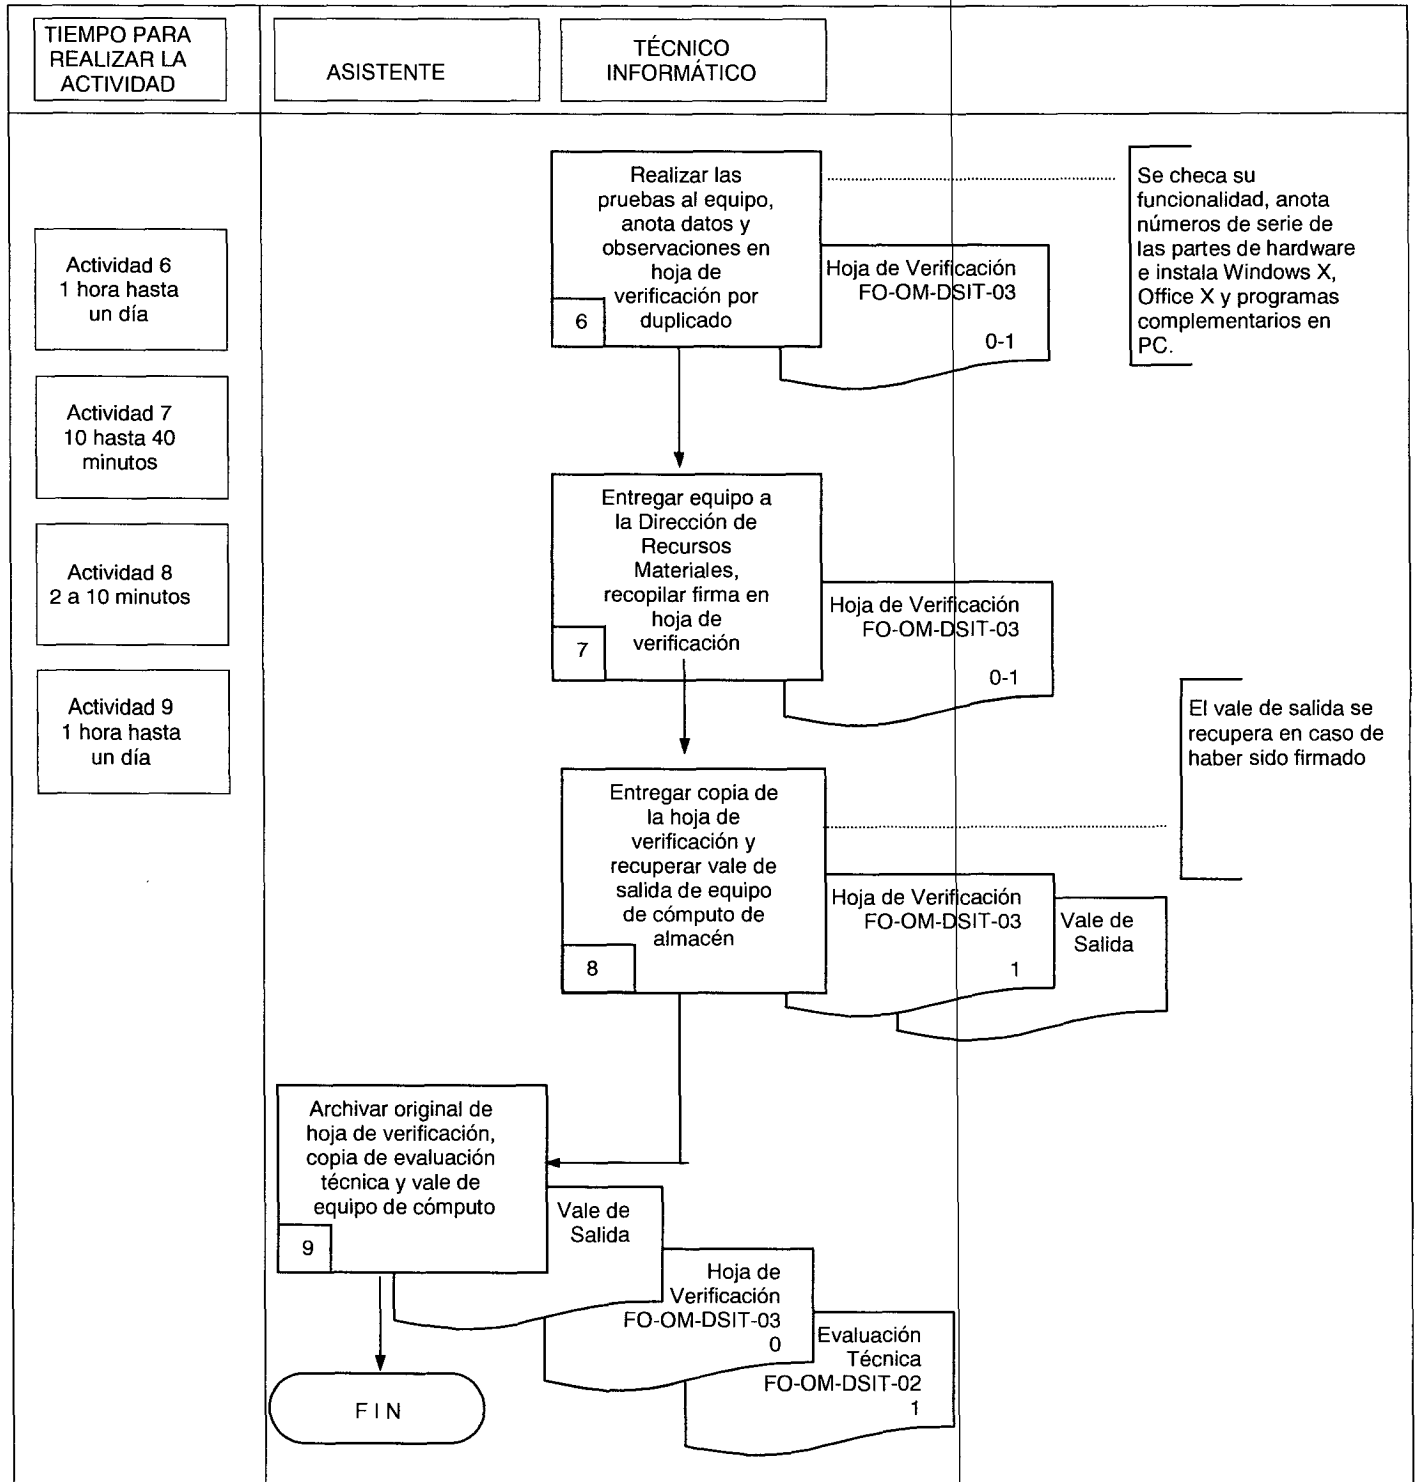 TIEMPO PARA
REALIZAR LA
ACTIVIDAD
ASISTENTE
TÉCNICO
INFORMÁTICO
Realizar las
pruebas al equipo,
anota datos y
observaciones en
hoja de
verificación por
duplicado
6
Hoja de Verificación
FO-OM-DSIT-03
0-1
Se checa su
funcionalidad, anota
números de serie de
las partes de hardware
e instala Windows X,
Office X y programas
complementarios en
PC.
Actividad 6
1 hora hasta
un día
Actividad 7
10 hasta 40
minutos
Actividad 8
2 a 10 minutos
Actividad 9
1 hora hasta
un día
Entregar equipo a
la Dirección de
Recursos
Materiales,
recopilar firma en
hoja de
verificación
7
Hoja de Verificación
FO-OM-DSIT-03
0-1
El vale de salida se
recupera en caso de
haber sido firmado
Entregar copia de
la hoja de
verificación y
recuperar vale de
salida de equipo
de cómputo de
almacén
8
Hoja de Verificación
FO-OM-DSIT-03
1
Vale de
Salida
Archivar original de
hoja de verificación,
copia de evaluación
técnica y vale de
equipo de cómputo
9
Vale de
Salida
Hoja de
Verificación
FO-OM-DSIT-03
0
Evaluación
Técnica
FO-OM-DSIT-02
1
F I N